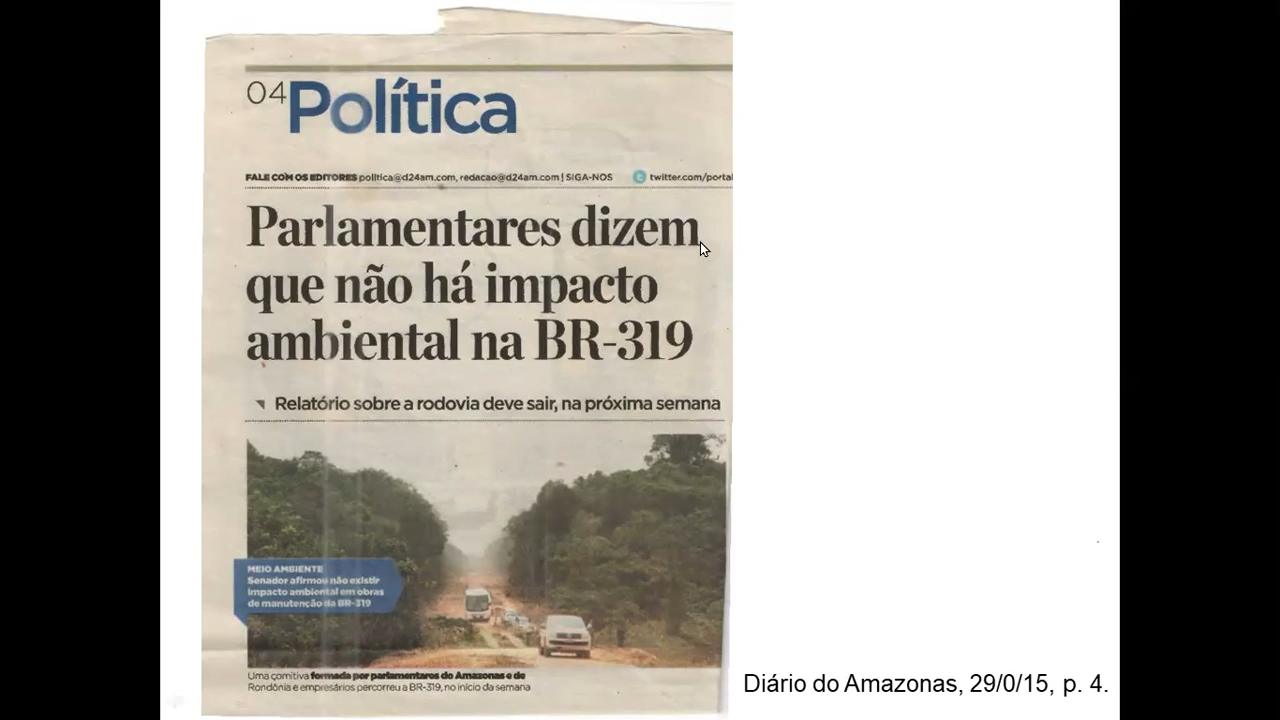 04 Política
FALE COM OS EDITORES politica@d24am.com, redacao@d24am.com | SIGA-NOS twitter.com/portal
Parlamentares dizem
que não há impacto
ambiental na BR-319
Relatório sobre a rodovia deve sair, na próxima semana
MEIO AMBIENTE
Senador afirmou não existir
impacto ambiental em obras
de manutenção da BR-319
Uma comitiva formada por parlamentares do Amazonas e de
Rondônia e empresários percorreu a BR-319, no início da semana
Diário do Amazonas, 29/0/15, p. 4.